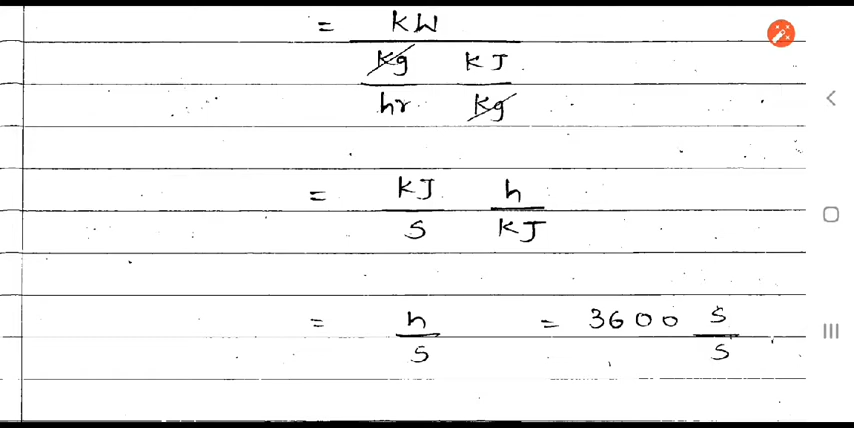 = KW
Kg KJ
hr Kg
= KJ h
S KJ
= h = 3600 S
S S